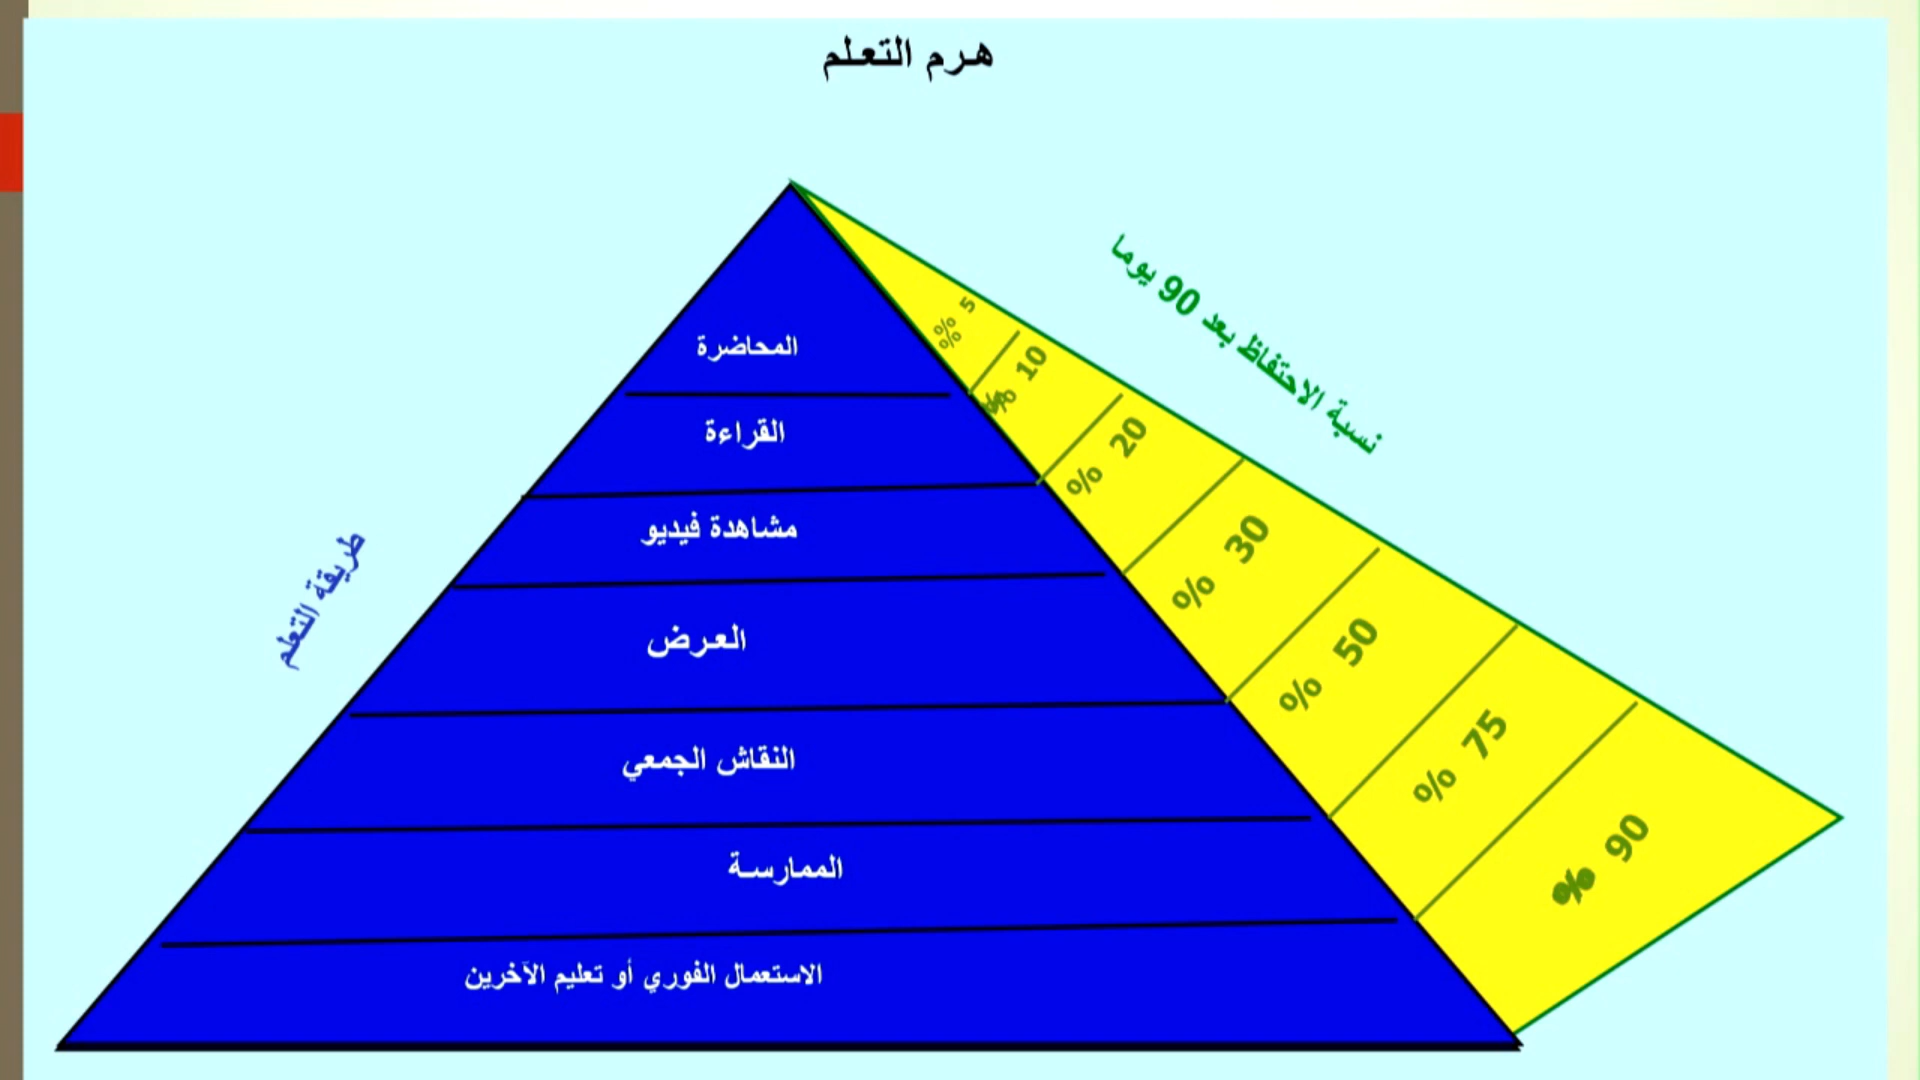 هرم التعلم
نسبة الاحتفاظ بعد 90 يوما
طريقة التعلم
المحاضرة
5 % %
القراءة
10 %
مشاهدة فيديو
20 %
العرض
30 %
النقاش الجمعي
50 %
الممارسة
75 %
الاستعمال الفوري أو تعليم الآخرين
90 %